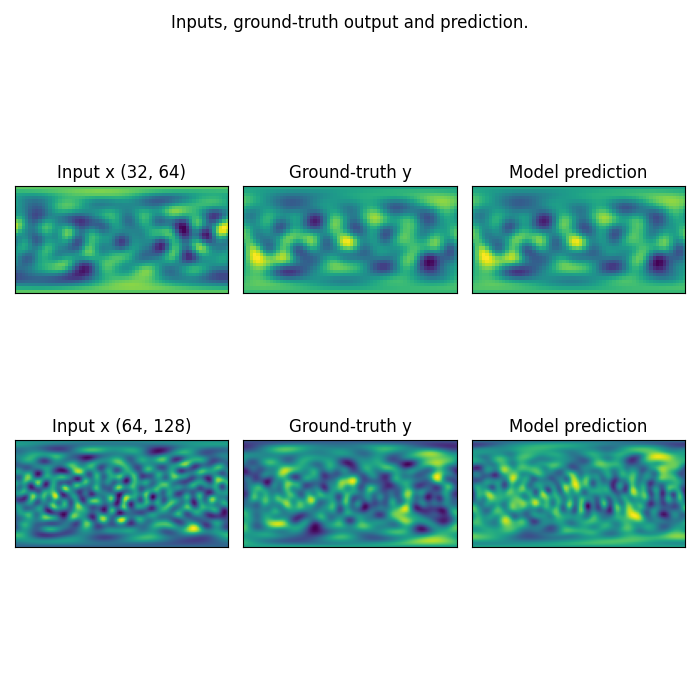 Inputs, ground-truth output and prediction.
Input x (32, 64)
Ground-truth y
Model prediction
Input x (64, 128)
Ground-truth y
Model prediction